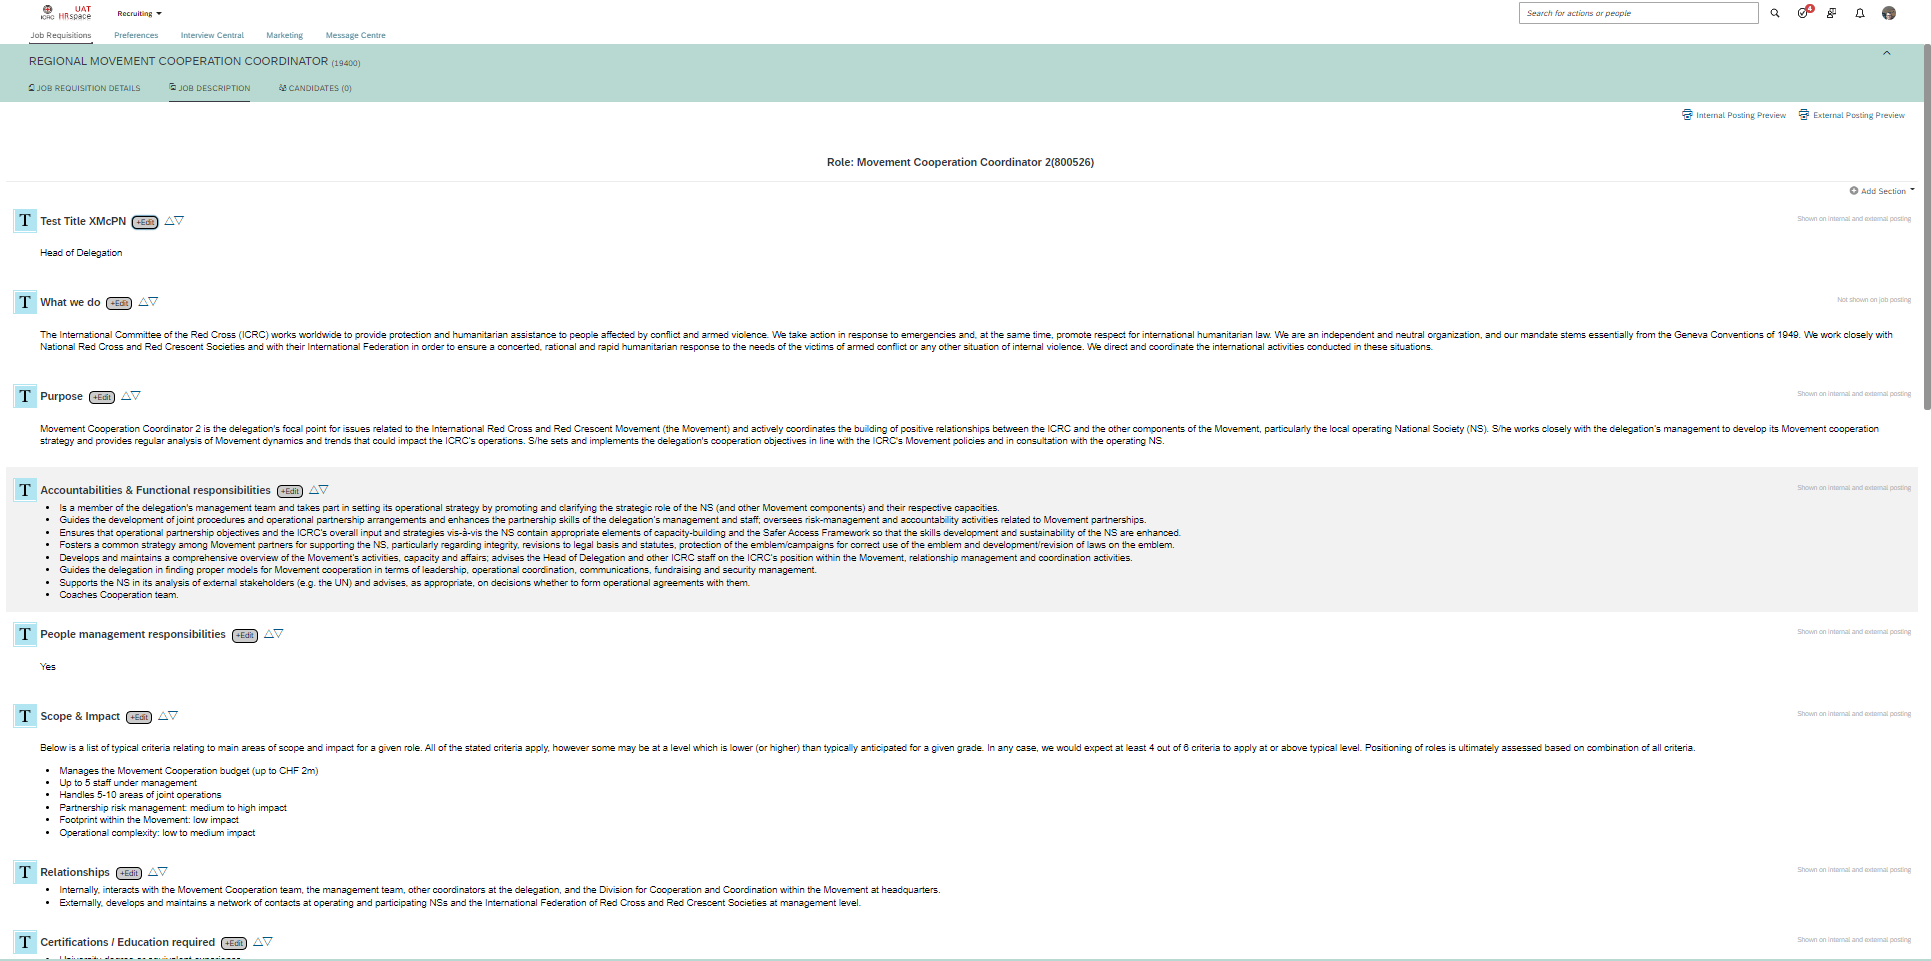 ICRC UAT HRspace
Recruiting
Search for actions or people
4
Job Requisitions Preferences Interview Central Marketing Message Centre
REGIONAL MOVEMENT COOPERATION COORDINATOR (19400)
JOB REQUISITION DETAILS JOB DESCRIPTION CANDIDATES (0)
Internal Posting Preview External Posting Preview
Role: Movement Cooperation Coordinator 2(800526)
Add Section
T Test Title XMcPN +Edit
Shown on internal and external posting
Head of Delegation
T What we do +Edit
Not shown on job posting
The International Committee of the Red Cross (ICRC) works worldwide to provide protection and humanitarian assistance to people affected by conflict and armed violence. We take action in response to emergencies and, at the same time, promote respect for international humanitarian law. We are an independent and neutral organization, and our mandate stems essentially from the Geneva Conventions of 1949. We work closely with
National Red Cross and Red Crescent Societies and with their International Federation in order to ensure a concerted, rational and rapid humanitarian response to the needs of the victims of armed conflict or any other situation of internal violence. We direct and coordinate the international activities conducted in these situations.
T Purpose +Edit
Shown on internal and external posting
Movement Cooperation Coordinator 2 is the delegation's focal point for issues related to the International Red Cross and Red Crescent Movement (the Movement) and actively coordinates the building of positive relationships between the ICRC and the other components of the Movement, particularly the local operating National Society (NS). S/he works closely with the delegation's management to develop its Movement cooperation
strategy and provides regular analysis of Movement dynamics and trends that could impact the ICRC's operations. S/he sets and implements the delegation's cooperation objectives in line with the ICRC's Movement policies and in consultation with the operating NS.
T Accountabilities & Functional responsibilities +Edit
Shown on internal and external posting
• Is a member of the delegation's management team and takes part in setting its operational strategy by promoting and clarifying the strategic role of the NS (and other Movement components) and their respective capacities.
• Guides the development of joint procedures and operational partnership arrangements and enhances the partnership skills of the delegation's management and staff; oversees risk-management and accountability activities related to Movement partnerships.
• Ensures that operational partnership objectives and the ICRC's overall input and strategies vis-à-vis the NS contain appropriate elements of capacity-building and the Safer Access Framework so that the skills development and sustainability of the NS are enhanced.
• Fosters a common strategy among Movement partners for supporting the NS, particularly regarding integrity, revisions to legal basis and statutes, protection of the emblem/campaigns for correct use of the emblem and development/revision of laws on the emblem.
• Develops and maintains a comprehensive overview of the Movement's activities, capacity and affairs; advises the Head of Delegation and other ICRC staff on the ICRC's position within the Movement, relationship management and coordination activities.
• Guides the delegation in finding proper models for Movement cooperation in terms of leadership, operational coordination, communications, fundraising and security management.
• Supports the NS in its analysis of external stakeholders (e.g. the UN) and advises, as appropriate, on decisions whether to form operational agreements with them.
• Coaches Cooperation team.
T People management responsibilities +Edit
Shown on internal and external posting
Yes
T Scope & Impact +Edit
Shown on internal and external posting
Below is a list of typical criteria relating to main areas of scope and impact for a given role. All of the stated criteria apply, however some may be at a level which is lower (or higher) than typically anticipated for a given grade. In any case, we would expect at least 4 out of 6 criteria to apply at or above typical level. Positioning of roles is ultimately assessed based on combination of all criteria.
• Manages the Movement Cooperation budget (up to CHF 2m)
• Up to 5 staff under management
• Handles 5-10 areas of joint operations
• Partnership risk management: medium to high impact
• Footprint within the Movement: low impact
• Operational complexity: low to medium impact
T Relationships +Edit
Shown on internal and external posting
• Internally, interacts with the Movement Cooperation team, the management team, other coordinators at the delegation, and the Division for Cooperation and Coordination within the Movement at headquarters.
• Externally, develops and maintains a network of contacts at operating and participating NSs and the International Federation of Red Cross and Red Crescent Societies at management level.
T Certifications / Education required +Edit
Shown on internal and external posting
• University degree or equivalent experience